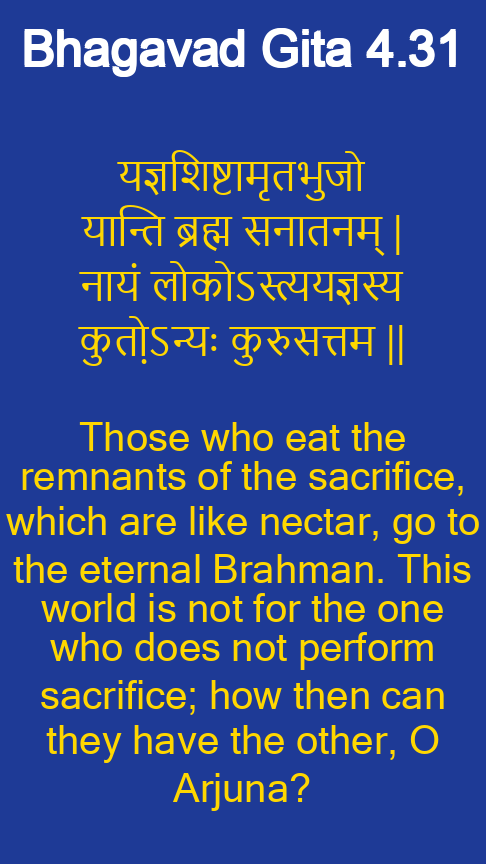 Bhagavad Gita 4.31
यज्ञशिष्टामृतभुजो
यान्ति ब्रह्म सनातनम् |
नायं लोकोऽस्त्ययज्ञस्य
कुतो़ऽन्यः कुरुसत्तम ||
Those who eat the
remnants of the sacrifice,
which are like nectar, go to
the eternal Brahman. This
world is not for the one
who does not perform
sacrifice; how then can
they have the other, O
Arjuna?